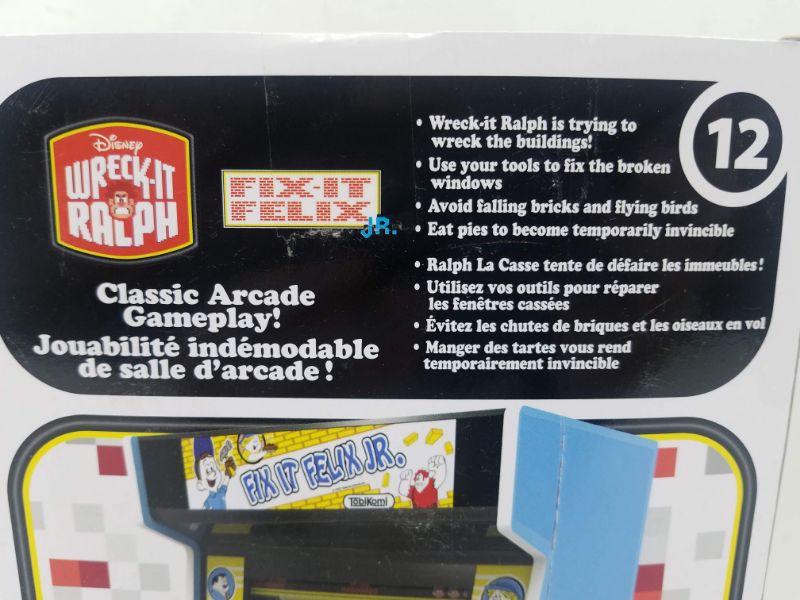 Disney
WRECK-IT
RALPH
FIX-IT
FELIX
JR.
Classic Arcade
Gameplay!
Jouabilité indémodable
de salle d'arcade !
• Wreck-it Ralph is trying to
wreck the buildings!
• Use your tools to fix the broken
windows
• Avoid falling bricks and flying birds
• Eat pies to become temporarily invincible
• Ralph La Casse tente de défaire les immeubles !
• Utilisez vos outils pour réparer
les fenêtres cassées
• Évitez les chutes de briques et les oiseaux en vol
• Manger des tartes vous rend
temporairement invincible
12
FIX IT FELIX JR.
TobiKomi